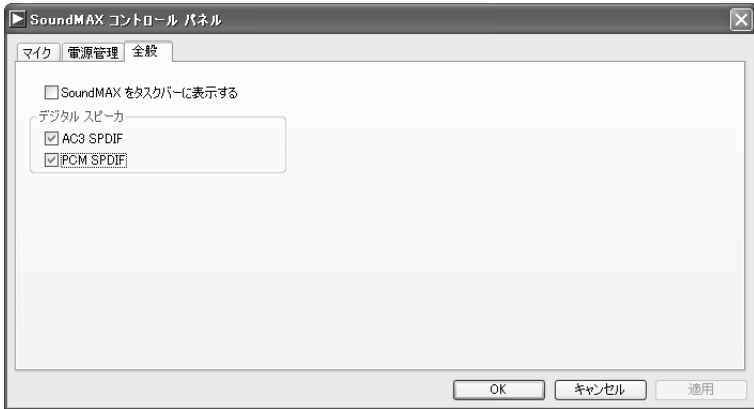 SoundMAX コントロール パネル
マイク 電源管理 全般
SoundMAX をタスクバーに表示する
デジタル スピーカ
AC3 SPDIF
PCM SPDIF
OK キャンセル 適用